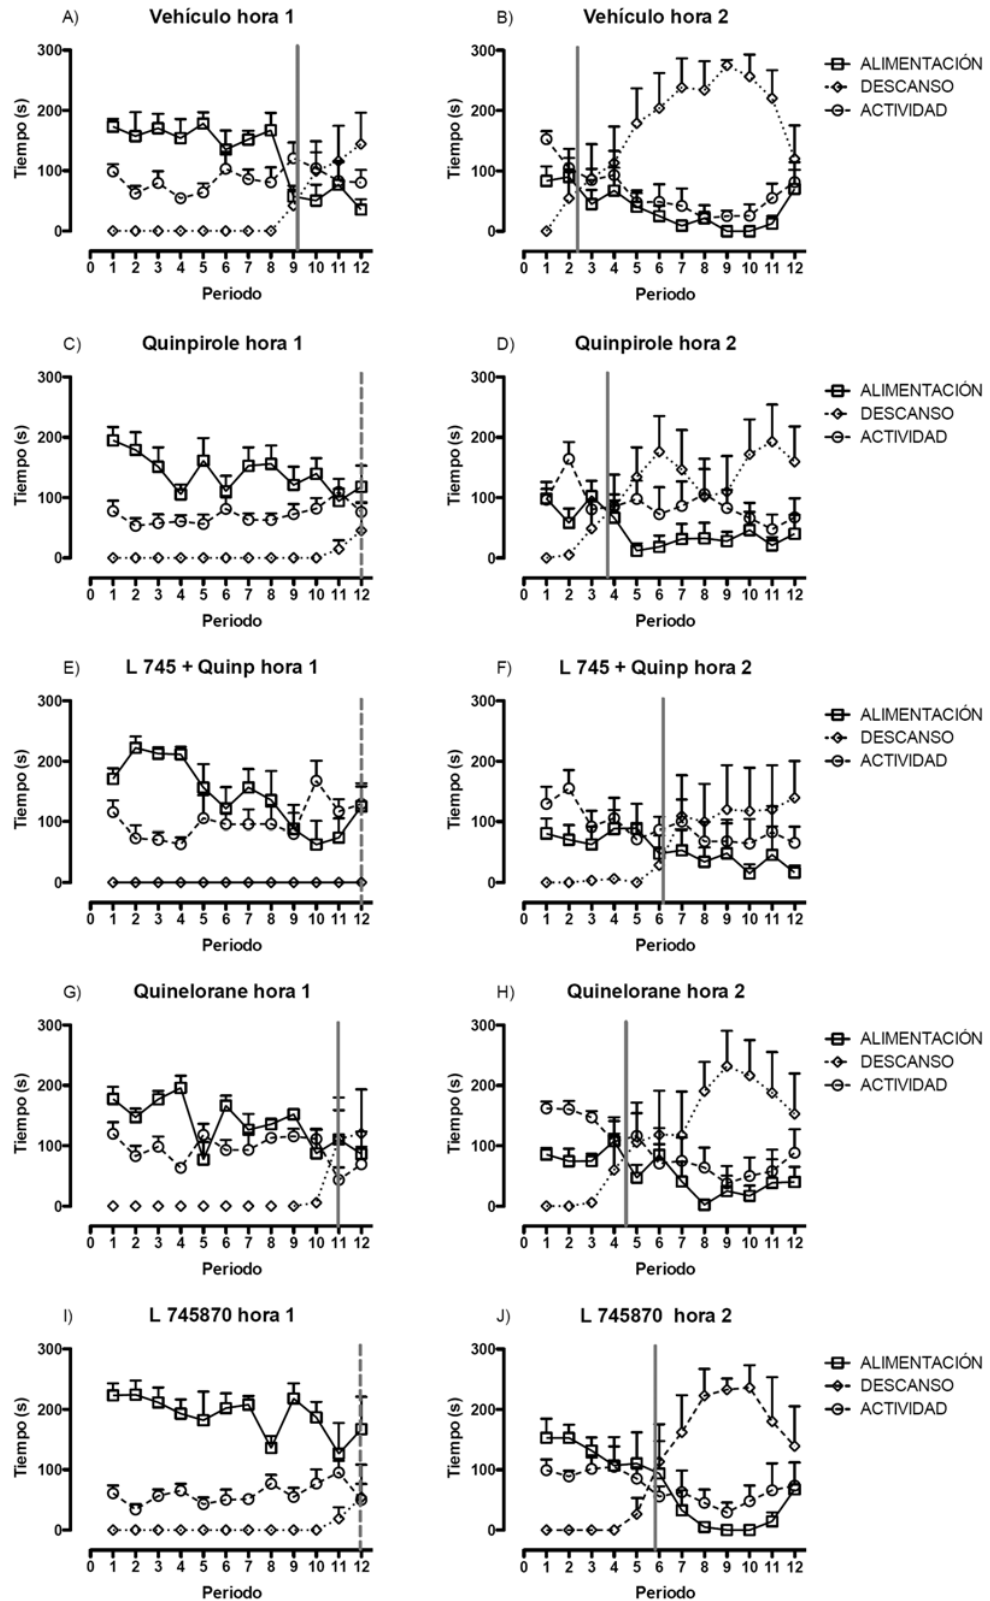 A) Vehículo hora 1
300
200
100
0
Tiempo (s)
0 1 2 3 4 5 6 7 8 9 10 11 12
Periodo
B) Vehículo hora 2
300
200
100
0
Tiempo (s)
0 1 2 3 4 5 6 7 8 9 10 11 12
Periodo
ALIMENTACIÓN
DESCANSO
ACTIVIDAD
C) Quinpirole hora 1
300
200
100
0
Tiempo (s)
0 1 2 3 4 5 6 7 8 9 10 11 12
Periodo
D) Quinpirole hora 2
300
200
100
0
Tiempo (s)
0 1 2 3 4 5 6 7 8 9 10 11 12
Periodo
ALIMENTACIÓN
DESCANSO
ACTIVIDAD
E) L 745 + Quinp hora 1
300
200
100
0
Tiempo (s)
0 1 2 3 4 5 6 7 8 9 10 11 12
Periodo
F) L 745 + Quinp hora 2
300
200
100
0
Tiempo (s)
0 1 2 3 4 5 6 7 8 9 10 11 12
Periodo
ALIMENTACIÓN
DESCANSO
ACTIVIDAD
G) Quinelorane hora 1
300
200
100
0
Tiempo (s)
0 1 2 3 4 5 6 7 8 9 10 11 12
Periodo
H) Quinelorane hora 2
300
200
100
0
Tiempo (s)
0 1 2 3 4 5 6 7 8 9 10 11 12
Periodo
ALIMENTACIÓN
DESCANSO
ACTIVIDAD
I) L 745870 hora 1
300
200
100
0
Tiempo (s)
0 1 2 3 4 5 6 7 8 9 10 11 12
Periodo
J) L 745870 hora 2
300
200
100
0
Tiempo (s)
0 1 2 3 4 5 6 7 8 9 10 11 12
Periodo
ALIMENTACIÓN
DESCANSO
ACTIVIDAD